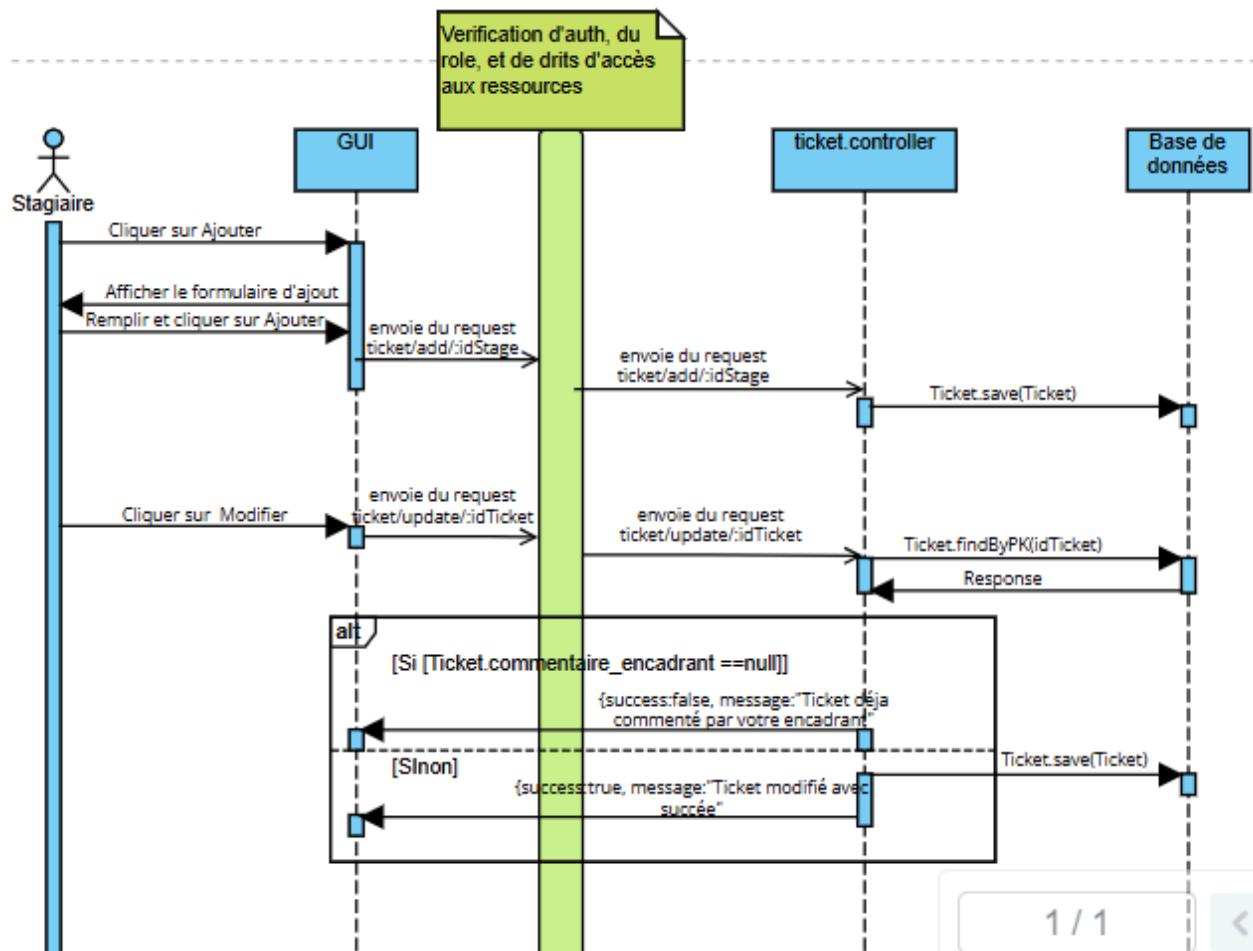 Verification d'auth, du
role, et de drits d'accès
aux ressources
GUI
ticket.controller
Base de
données
Stagiaire
Cliquer sur Ajouter
Afficher le formulaire d'ajout
Remplir et cliquer sur Ajouter
envoie du request
ticket/add/:idStage
envoie du request
ticket/add/:idStage
Ticket.save(Ticket)
Cliquer sur Modifier
envoie du request
ticket/update/:idTicket
envoie du request
ticket/update/:idTicket
Ticket.findByPK(idTicket)
Response
alt
[Si [Ticket.commentaire_encadrant ==null]]
{success:false, message:"Ticket déja
commenté par votre encadrant"
[SInon]
Ticket.save(Ticket)
{success:true, message:"Ticket modifié avec
succée"
1 / 1